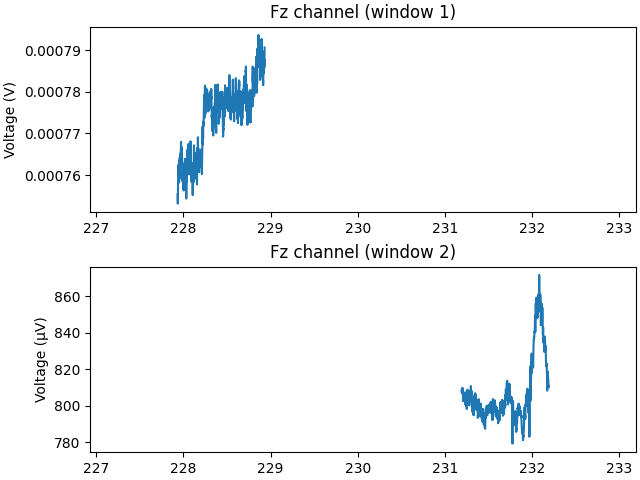 Fz channel (window 1)
Voltage (V)
0.00079
0.00078
0.00077
0.00076
227 228 229 230 231 232 233
Fz channel (window 2)
Voltage (µV)
860
840
820
800
780
227 228 229 230 231 232 233